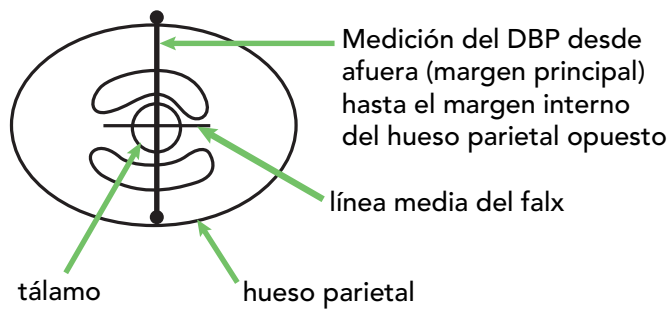 Medición del DBP desde
afuera (margen principal)
hasta el margen interno
del hueso parietal opuesto
línea media del falx
tálamo
hueso parietal